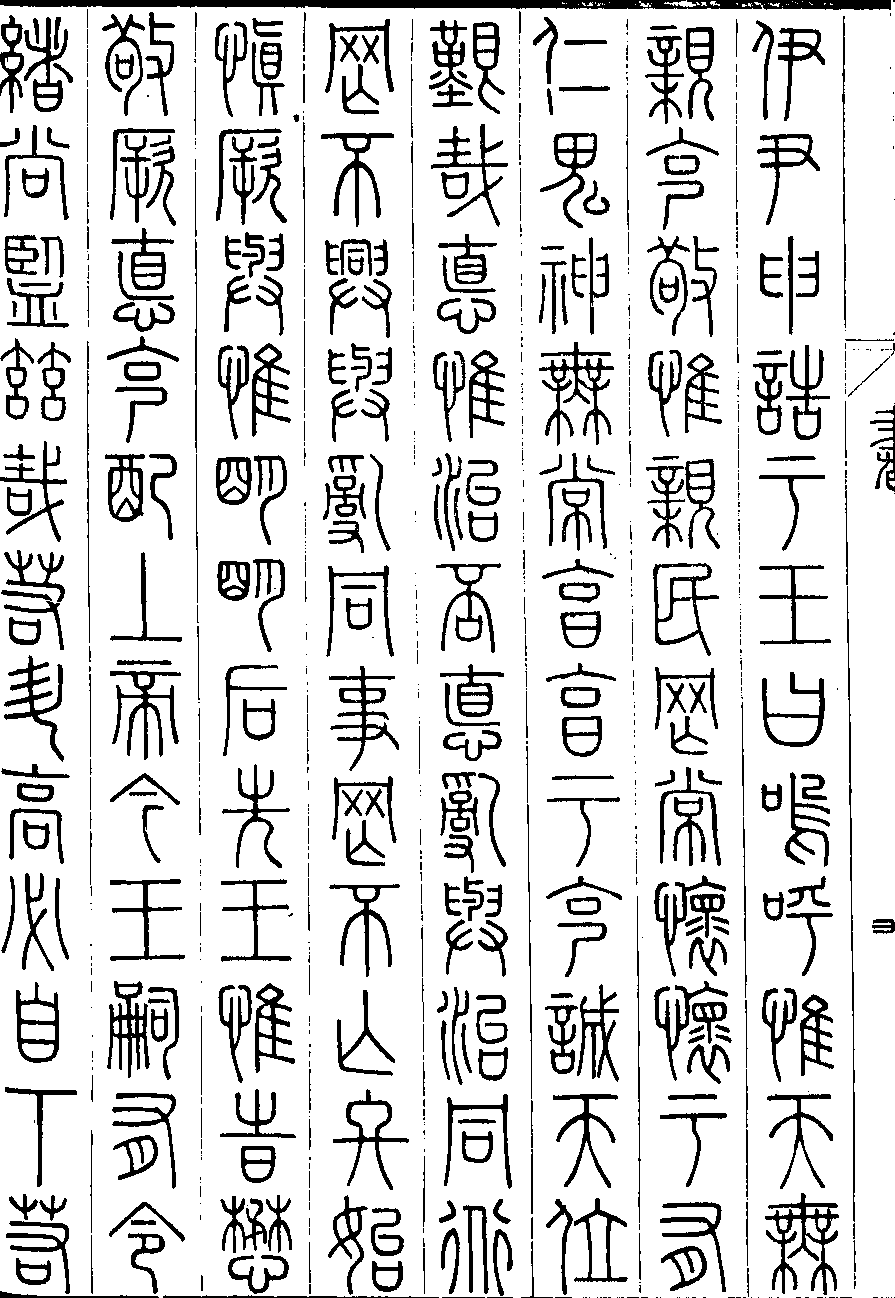 伊尹申誥于王曰嗚呼惟天無
親克敬惟親民罔常懷懷于有
仁鬼神無常享享于克誠天位
艱哉德惟治否德亂與治同道
罔不興與亂同事罔不亡終始
慎厥與惟明明后先王惟時懋
敬厥德克配上帝今王嗣有令
緒尚監茲哉若升高必自下若